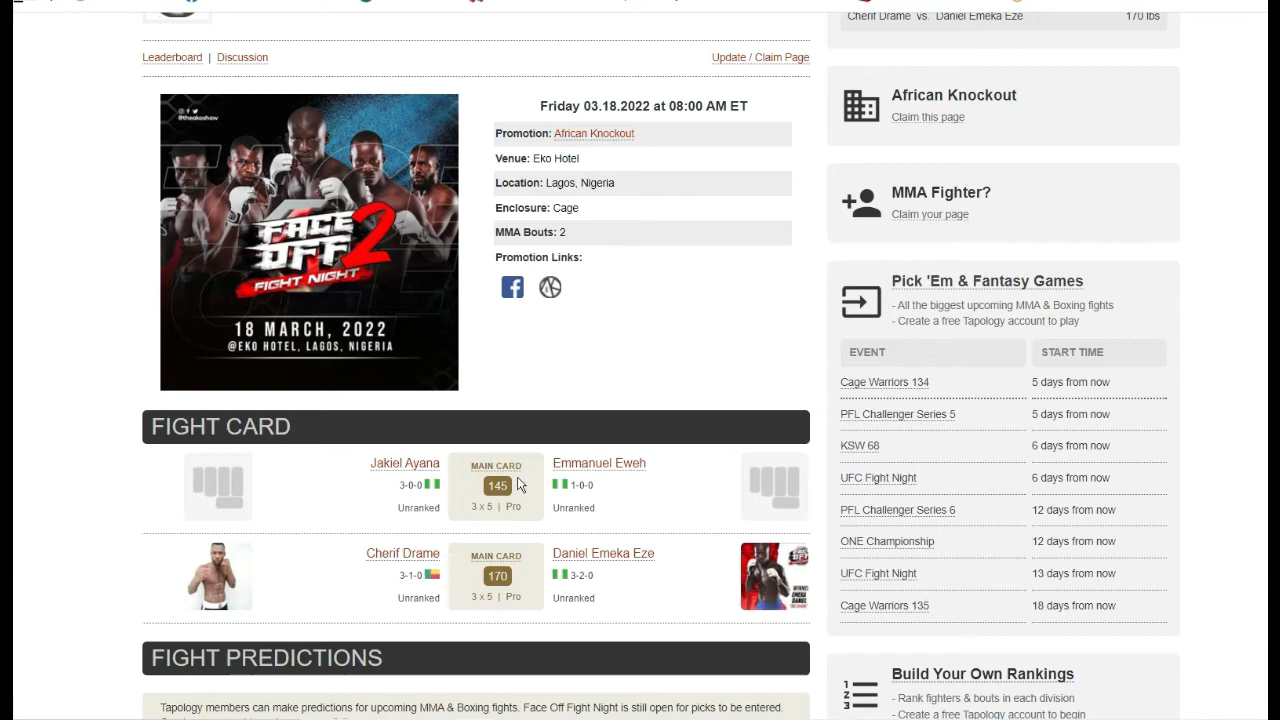 Cherif Drame vs. Daniel Emeka Eze 170 lbs
Leaderboard | Discussion
Update / Claim Page
@theakoshow
FACE
OFF 2
FIGHT NIGHT
18 MARCH, 2022
@EKO HOTEL, LAGOS, NIGERIA
Friday 03.18.2022 at 08:00 AM ET
Promotion: African Knockout
Venue: Eko Hotel
Location: Lagos, Nigeria
Enclosure: Cage
MMA Bouts: 2
Promotion Links:
African Knockout
Claim this page
MMA Fighter?
Claim your page
Pick 'Em & Fantasy Games
- All the biggest upcoming MMA & Boxing fights
- Create a free Tapology account to play
EVENT START TIME
Cage Warriors 134 5 days from now
PFL Challenger Series 5 5 days from now
KSW 68 6 days from now
UFC Fight Night 6 days from now
PFL Challenger Series 6 12 days from now
ONE Championship 12 days from now
UFC Fight Night 13 days from now
Cage Warriors 135 18 days from now
FIGHT CARD
Jakiel Ayana MAIN CARD Emmanuel Eweh
3-0-0 145 1-0-0
Unranked 3 x 5 | Pro Unranked
Cherif Drame MAIN CARD Daniel Emeka Eze
3-1-0 170 3-2-0
Unranked 3 x 5 | Pro Unranked
FIGHT PREDICTIONS
Tapology members can make predictions for upcoming MMA & Boxing fights. Face Off Fight Night is still open for picks to be entered.
Build Your Own Rankings
- Rank fighters & bouts in each division
- Create a free Tapology account to begin